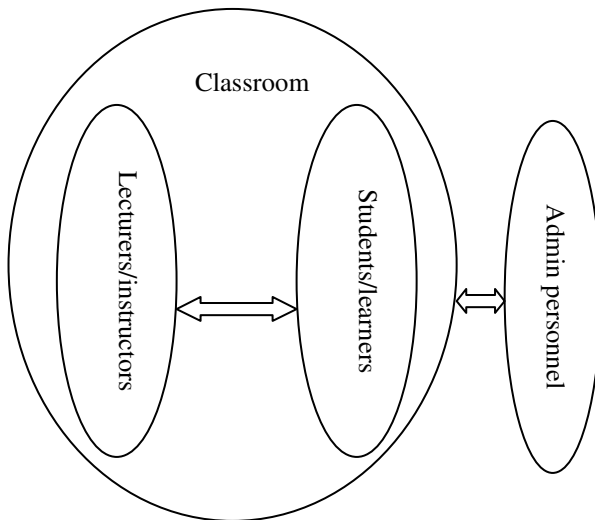 Classroom
Lecturers/instructors
Students/learners
Admin personnel